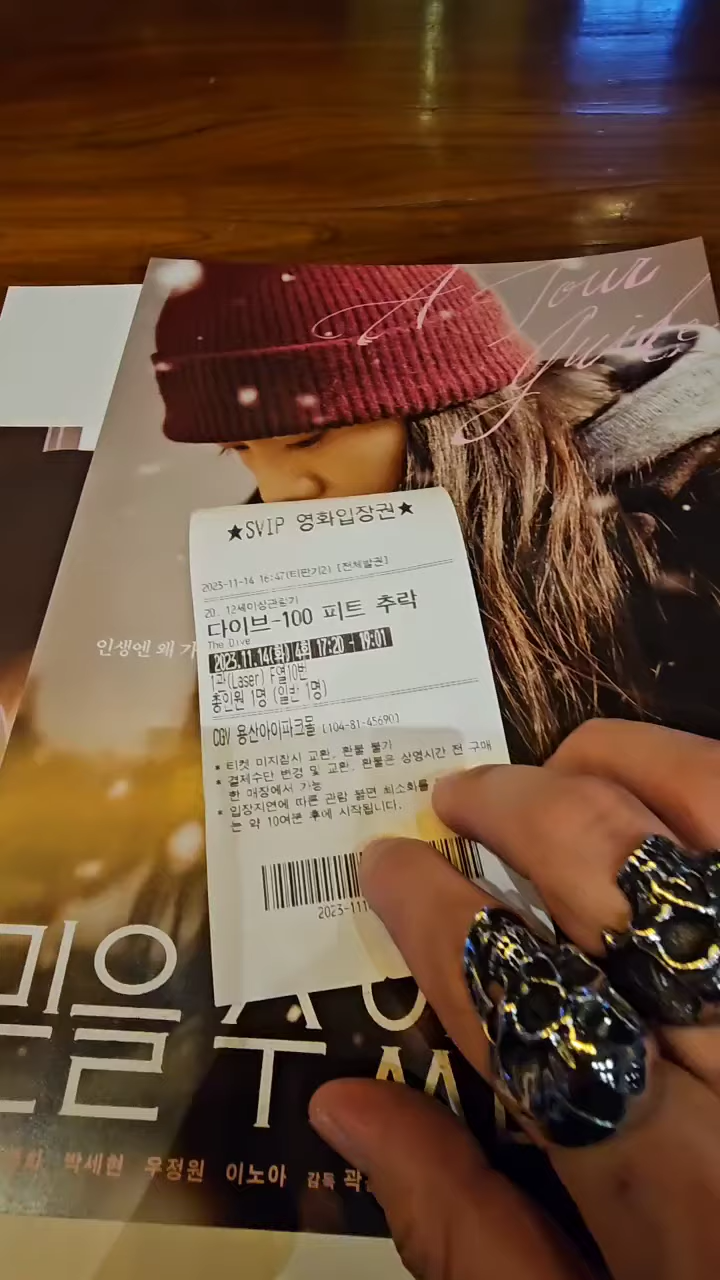 A Tour
Guide
★SVIP 영화입장권★
2023-11-14 16:47(티판기2) [전체발권]
20. 12세이상관람가
다이브-100 피트 추락
The Dive
2023.11.14(화) 4회 17:20 - 19:01
1관(Laser) F열10번
총인원 1명 (일반 1명)
CGV 용산아이파크몰 [104-81-45690]
• 티켓 미지참시 교환, 환불 불가
• 결제수단 변경 및 교환, 환불은 상영시간 전 구매
한 매장에서 가능
• 입장지연에 따른 관람 불편 최소화를
는 약 10여분 후에 시작됩니다.
2023-111
인생엔 왜 가
믿을 수
박세현 우정원 이노아 감독 곽